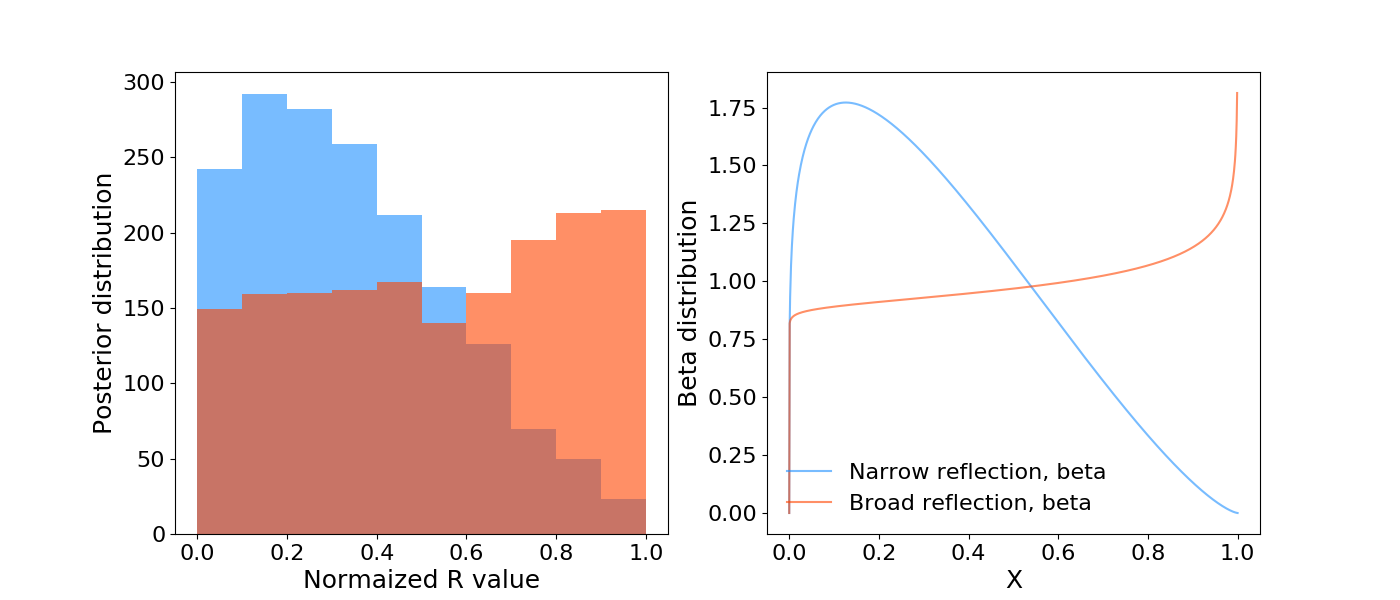 Posterior distribution
300
250
200
150
100
50
0
0.0 0.2 0.4 0.6 0.8 1.0
Normaized R value
Beta distribution
1.75
1.50
1.25
1.00
0.75
0.50
0.25
0.00
Narrow reflection, beta
Broad reflection, beta
0.0 0.2 0.4 0.6 0.8 1.0
X